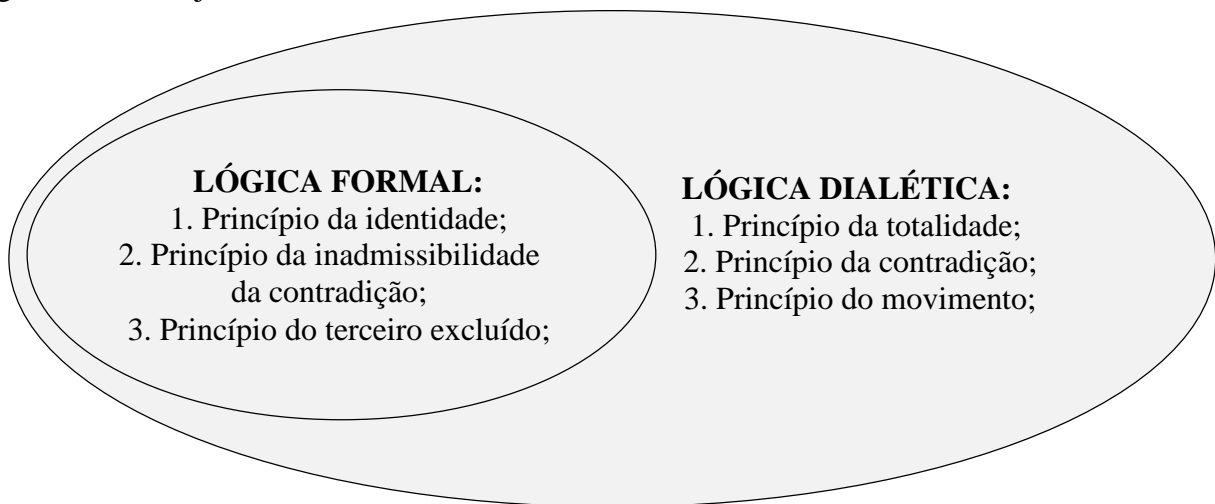 LÓGICA FORMAL:
1. Princípio da identidade;
2. Princípio da inadmissibilidade
da contradição;
3. Princípio do terceiro excluído;
LÓGICA DIALÉTICA:
1. Princípio da totalidade;
2. Princípio da contradição;
3. Princípio do movimento;